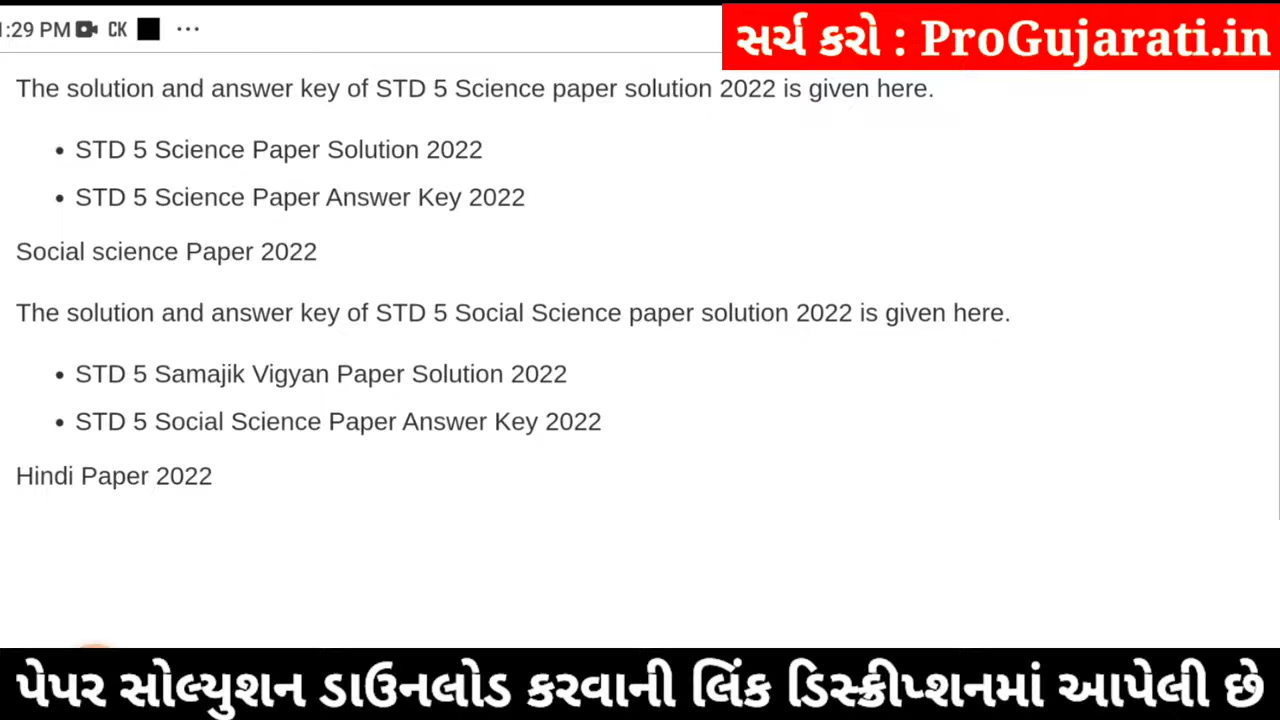 :29 PM CK ...
સર્ચ કરો : ProGujarati.in
The solution and answer key of STD 5 Science paper solution 2022 is given here.
• STD 5 Science Paper Solution 2022
• STD 5 Science Paper Answer Key 2022
Social science Paper 2022
The solution and answer key of STD 5 Social Science paper solution 2022 is given here.
• STD 5 Samajik Vigyan Paper Solution 2022
• STD 5 Social Science Paper Answer Key 2022
Hindi Paper 2022
પેપર સોલ્યુશન ડાઉનલોડ કરવાની લિંક ડિસ્ક્રીપ્શનમાં આપેલી છે